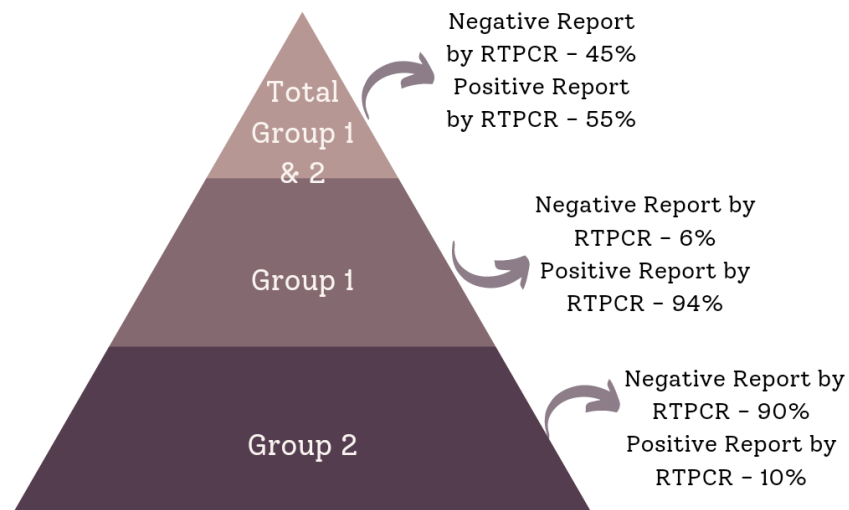 Negative Report
by RTPCR - 45%
Positive Report
by RTPCR - 55%
Total
Group 1
& 2
Negative Report by
RTPCR - 6%
Positive Report by
RTPCR - 94%
Group 1
Negative Report by
RTPCR - 90%
Positive Report by
RTPCR - 10%
Group 2